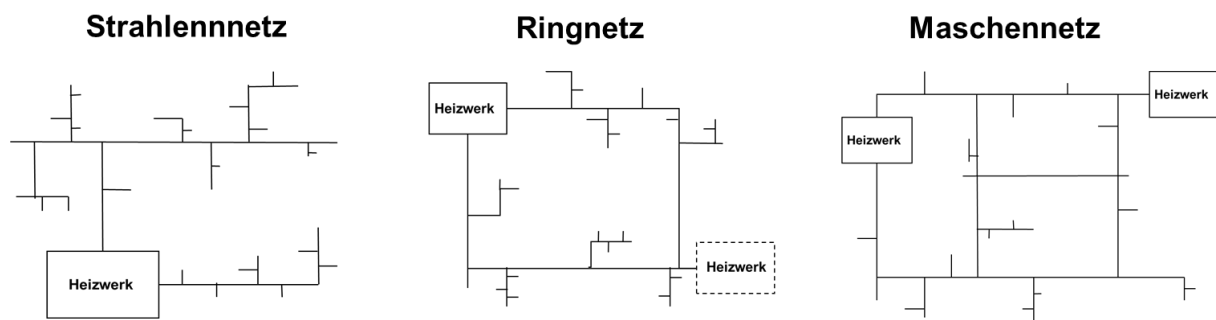 Strahlennnetz
Ringnetz
Maschennetz
Heizwerk
Heizwerk
Heizwerk
Heizwerk
Heizwerk